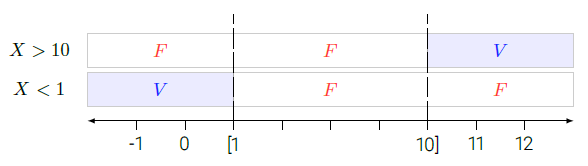 X > 10 F F V
X < 1 V F F
-1 0 [1 10] 11 12